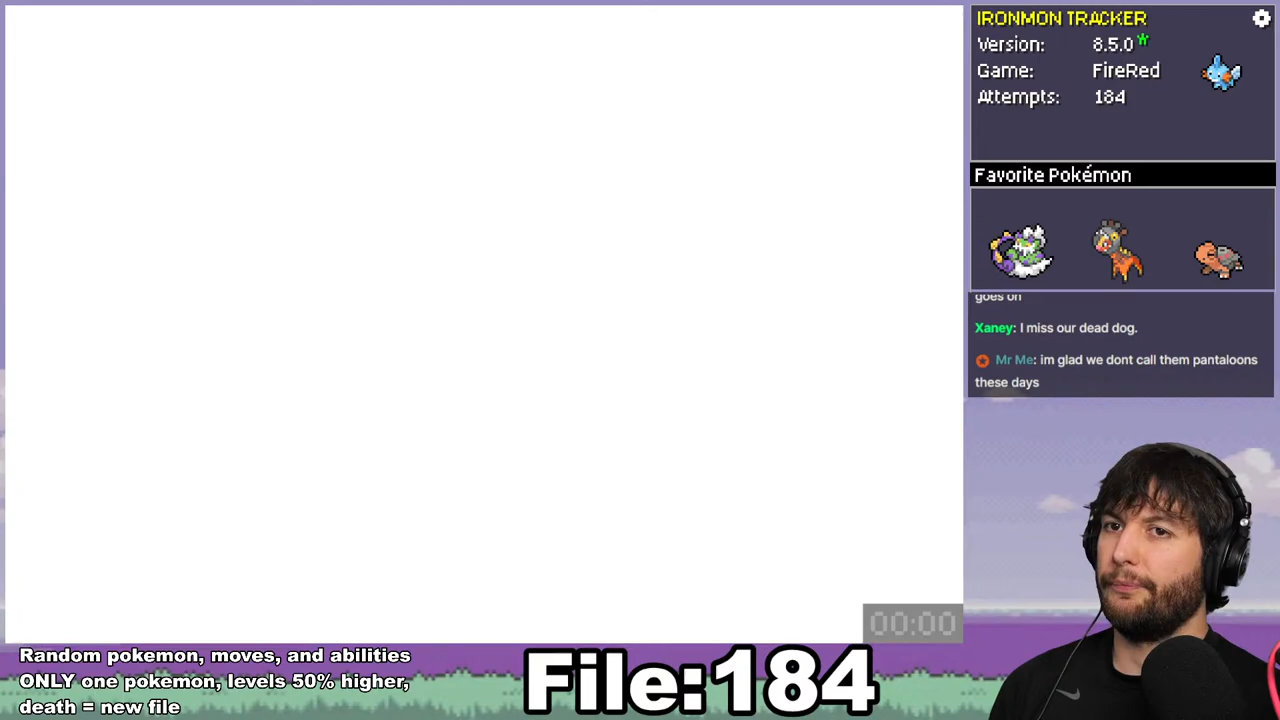 IRONMON TRACKER
Version: 8.5.0
Game: FireRed
Attempts: 184
Favorite Pokémon
goes on
Xaney: I miss our dead dog.
Mr Me: im glad we dont call them pantaloons
these days
00:00
Random pokemon, moves, and abilities
ONLY one pokemon, levels 50% higher,
death = new file
File:184